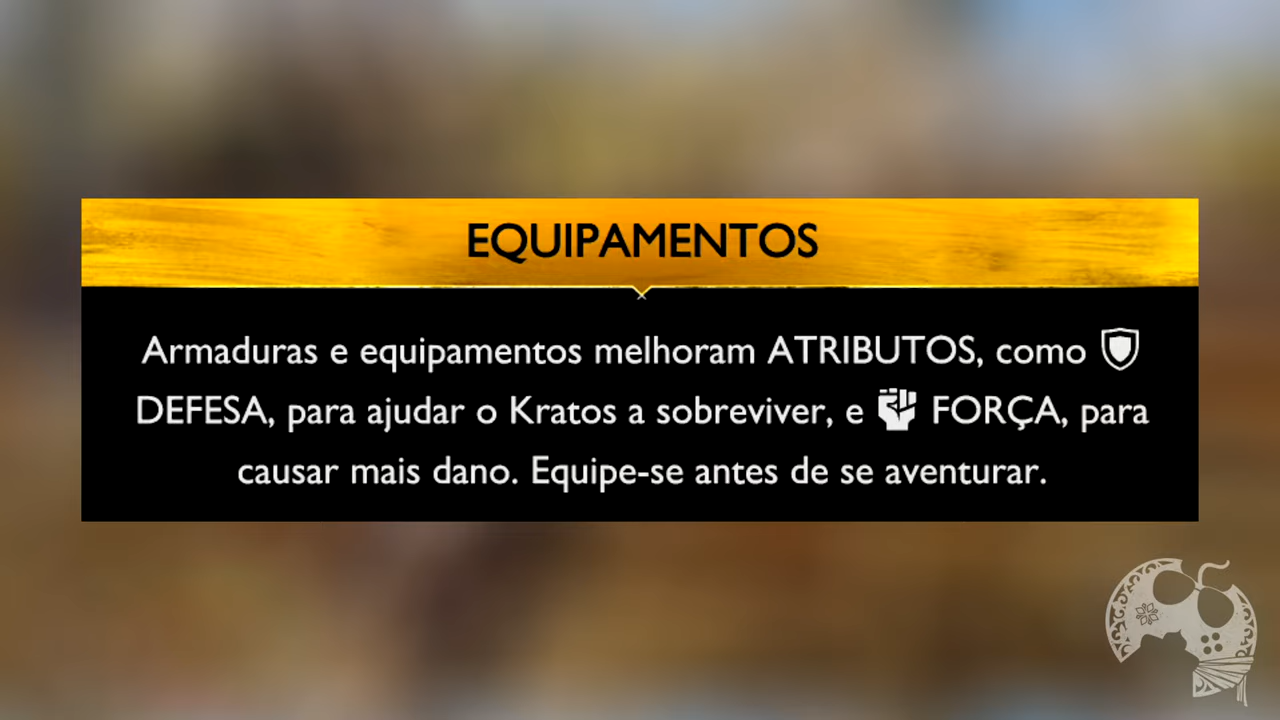 EQUIPAMENTOS
Armaduras e equipamentos melhoram ATRIBUTOS, como
DEFESA, para ajudar o Kratos a sobreviver, e FORÇA, para
causar mais dano. Equipe-se antes de se aventurar.